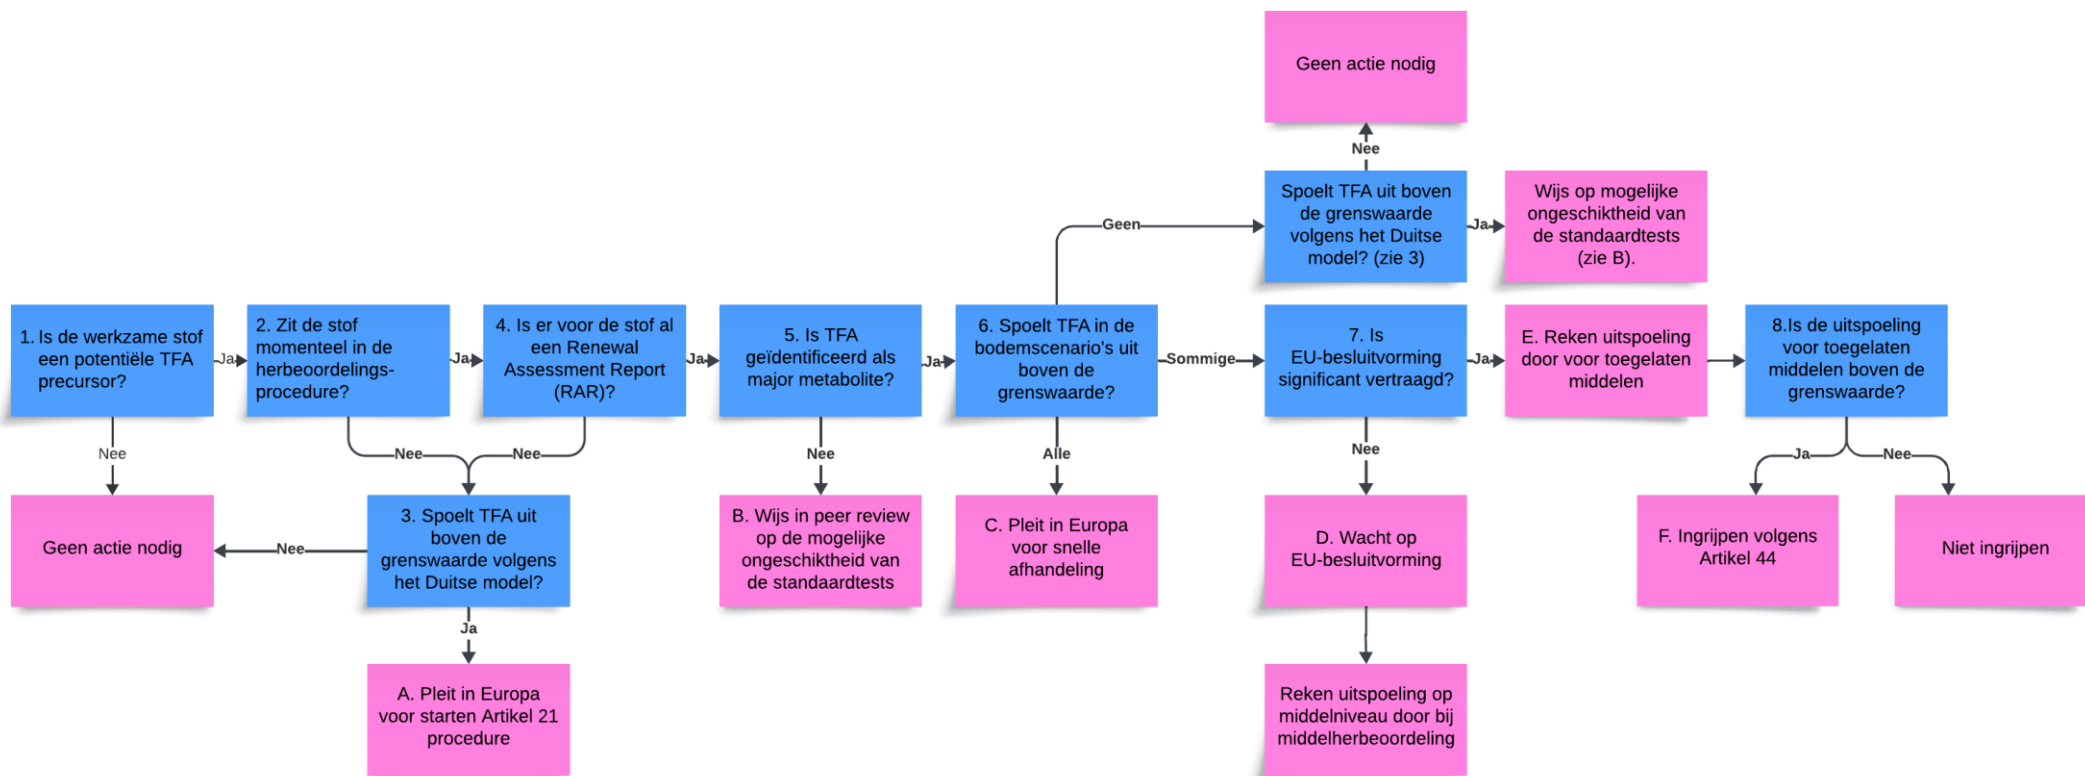 Geen actie nodig
Nee
Spoelt TFA uit boven
de grenswaarde
volgens het Duitse
model? (zie 3)
Ja
Wijs op mogelijke
ongeschiktheid van
de standaardtests
(zie B).
Geen
1. Is de werkzame stof
een potentiële TFA
precursor?
Ja
2. Zit de stof
momenteel in de
herbeoordelings-
procedure?
Ja
4. Is er voor de stof al
een Renewal
Assessment Report
(RAR)?
Ja
5. Is TFA
geïdentificeerd als
major metabolite?
Ja
6. Spoelt TFA in de
bodemscenario's uit
boven de
grenswaarde?
Sommige
7. Is
EU-besluitvorming
significant vertraagd?
Ja
E. Reken uitspoeling
door voor toegelaten
middelen
8.Is de uitspoeling
voor toegelaten
middelen boven de
grenswaarde?
Nee
Nee
Nee
Nee
Alle
Nee
Ja
Nee
Geen actie nodig
Nee
3. Spoelt TFA uit
boven de
grenswaarde volgens
het Duitse model?
B. Wijs in peer review
op de mogelijke
ongeschiktheid van
de standaardtests
C. Pleit in Europa
voor snelle
afhandeling
D. Wacht op
EU-besluitvorming
F. Ingrijpen volgens
Artikel 44
Niet ingrijpen
Ja
A. Pleit in Europa
voor starten Artikel 21
procedure
Reken uitspoeling op
middelniveau door bij
middelherbeoordeling